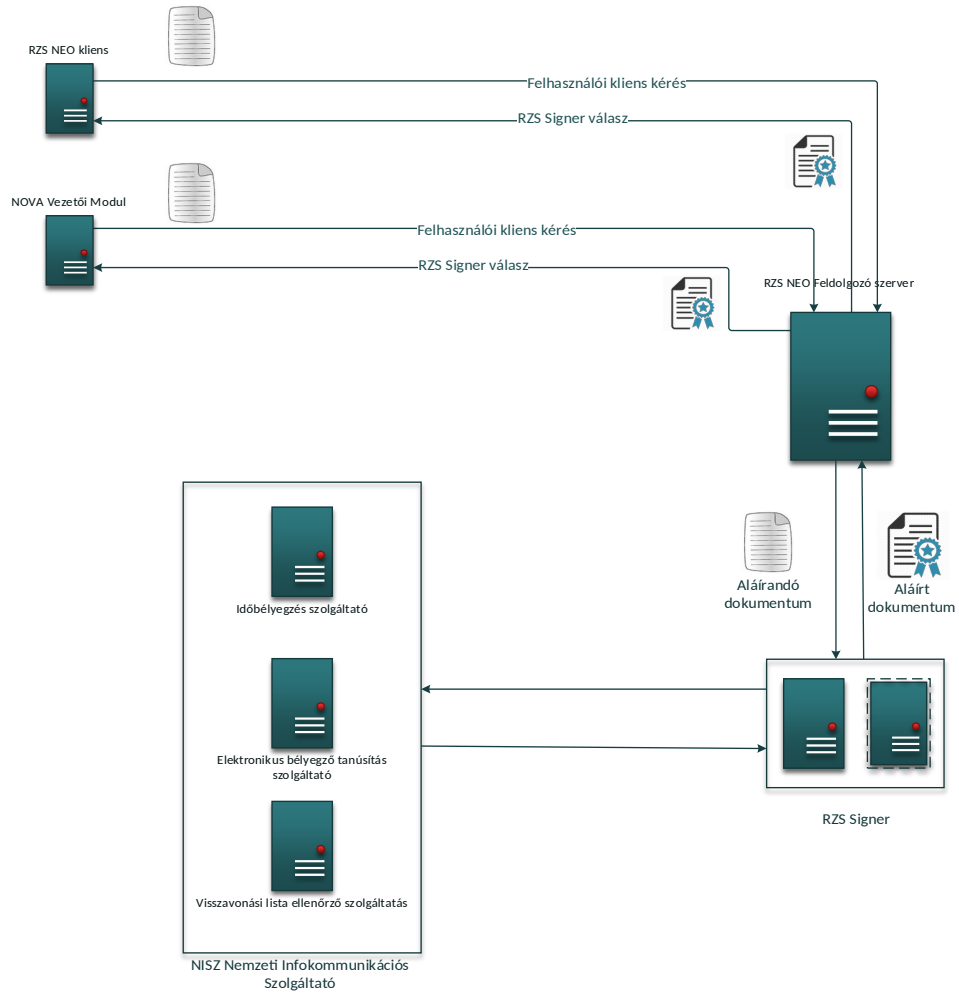 RZS NEO kliens
Felhasználói kliens kérés
RZS Signer válasz
NOVA Vezetői Modul
Felhasználói kliens kérés
RZS Signer válasz
RZS NEO Feldolgozó szerver
Aláírandó
dokumentum
Aláírt
dokumentum
Időbélyegzés szolgáltató
Elektronikus bélyegző tanúsítás
szolgáltató
RZS Signer
Visszavonási lista ellenőrző szolgáltatás
NISZ Nemzeti Infokommunikációs
Szolgáltató